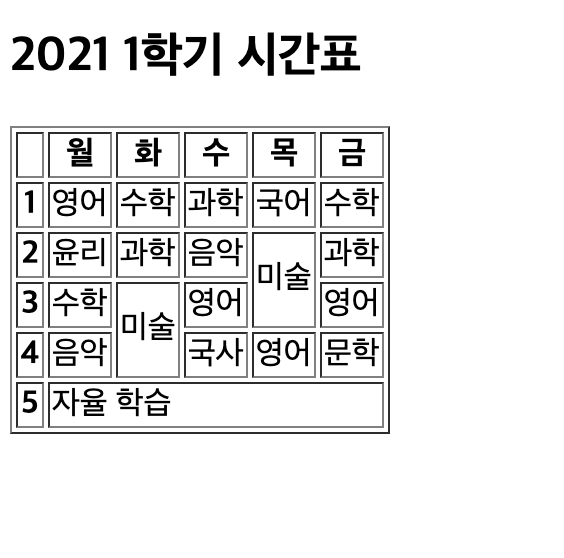 2021 1학기 시간표
월 화 수 목 금
1 영어 수학 과학 국어 수학
2 윤리 과학 음악 미술 과학
3 수학 미술 영어 영어
4 음악 국사 영어 문학
5 자율 학습